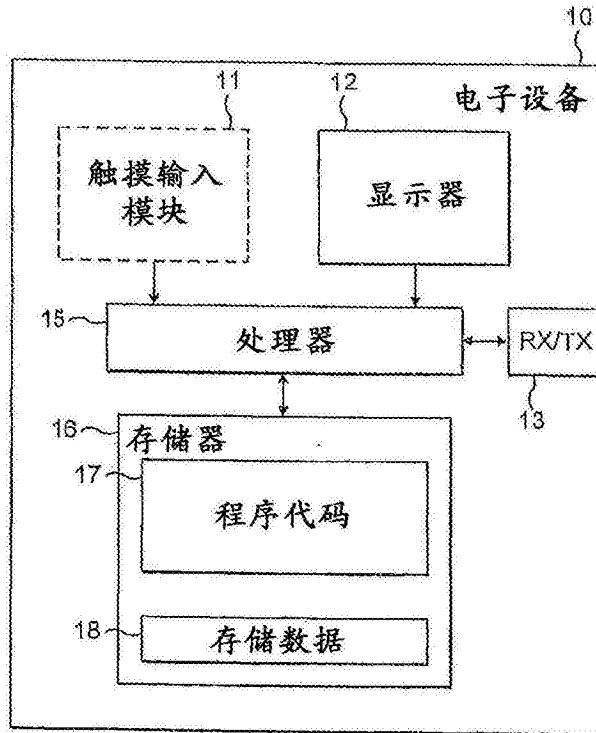 10
电子设备
11
12
触摸输入
模块
显示器
15
处理器
RX/TX
13
16
存储器
17
程序代码
18
存储数据